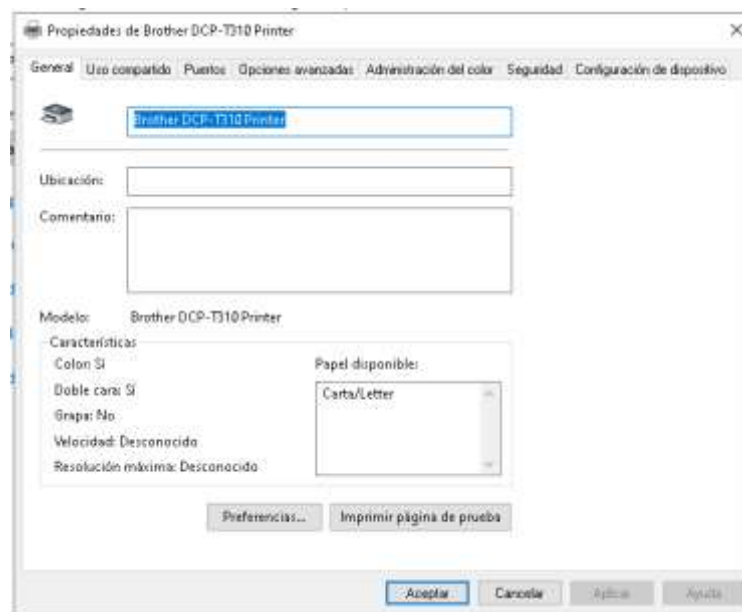 Propiedades de Brother DCP-T310 Printer
General Uso compartido Puertos Opciones avanzadas Administración del color Seguridad Configuración de dispositivo
Brother DCP-T310 Printer
Ubicación:
Comentario:
Modelo: Brother DCP-T310 Printer
Características
Color: Sí Papel disponible:
Doble cara: Sí Carta/Letter
Grapa: No
Velocidad: Desconocido
Resolución máxima: Desconocido
Preferencias... Imprimir página de prueba
Aceptar Cancelar Aplicar Ayuda